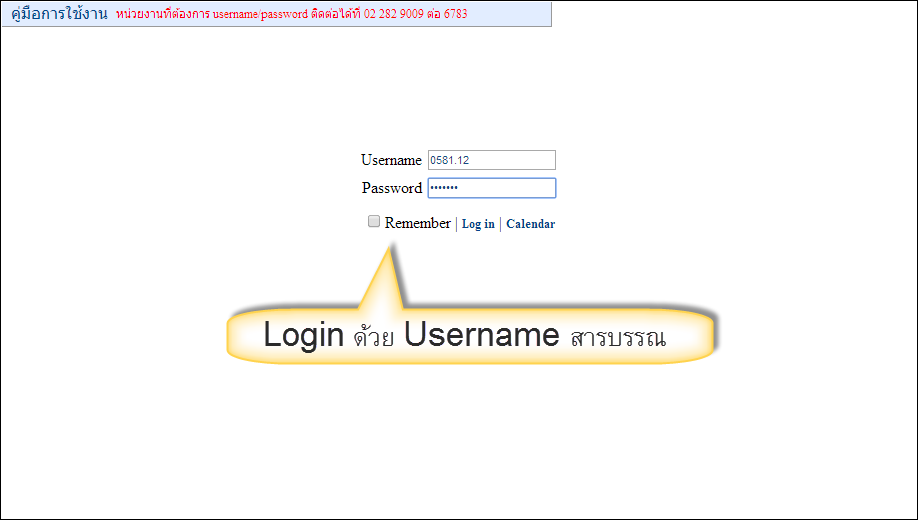 คู่มือการใช้งาน หน่วยงานที่ต้องการ username/password ติดต่อได้ที่ 02 282 9009 ต่อ 6783
Username 0581.12
Password •••••••
Remember | Log in | Calendar
Login ด้วย Username สารบรรณ